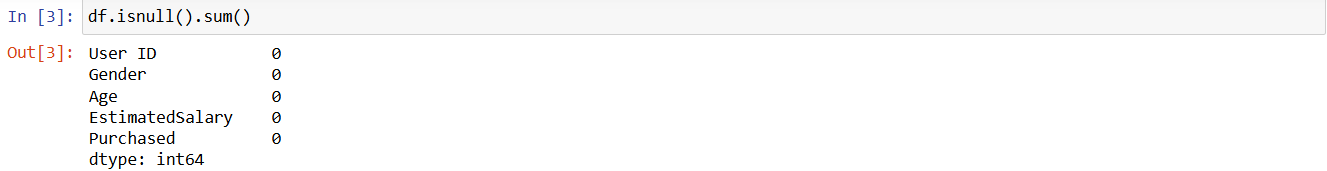 In [3]: df.isnull().sum()
Out[3]: User ID 0
Gender 0
Age 0
EstimatedSalary 0
Purchased 0
dtype: int64